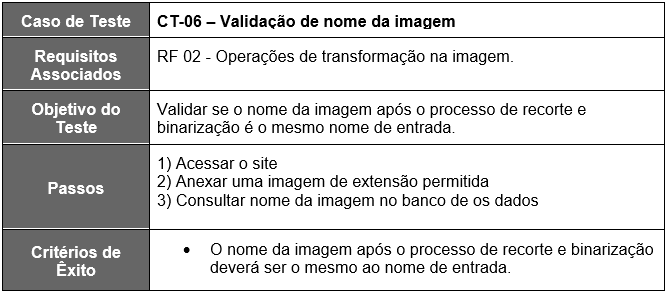 Caso de Teste
CT-06 – Validação de nome da imagem
Requisitos
Associados
RF 02 - Operações de transformação na imagem.
Objetivo do
Teste
Validar se o nome da imagem após o processo de recorte e
binarização é o mesmo nome de entrada.
Passos
1) Acessar o site
2) Anexar uma imagem de extensão permitida
3) Consultar nome da imagem no banco de os dados
Critérios de
Êxito
• O nome da imagem após o processo de recorte e binarização
deverá ser o mesmo ao nome de entrada.